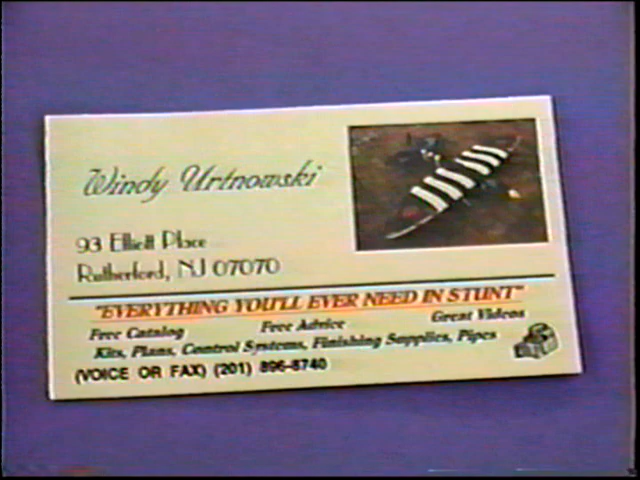 Windy Urtnowski
93 Elliott Place
Rutherford, NJ 07070
"EVERYTHING YOU'LL EVER NEED IN STUNT"
Free Catalog Free Advice Great Videos
Kits, Plans, Control Systems, Finishing Supplies, Pipes
(VOICE OR FAX) (201) 896-8740